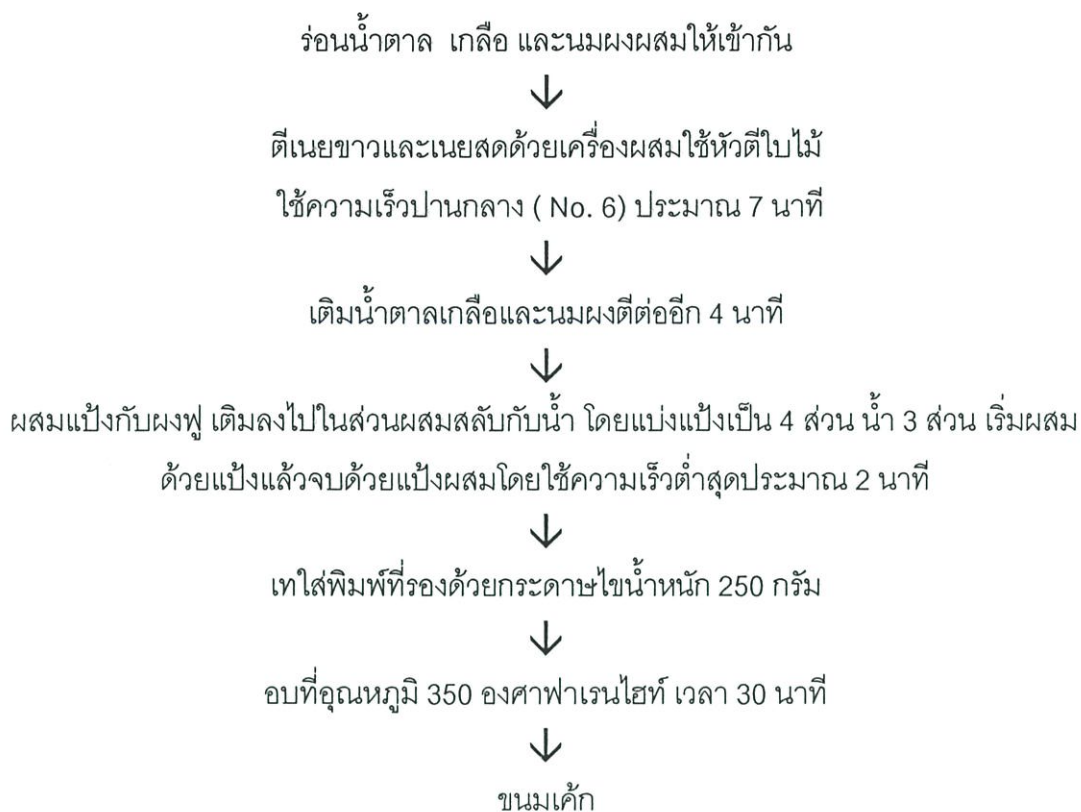 ร่อนน้ำตาล เกลือ และนมผงผสมให้เข้ากัน
ตีเนยขาวและเนยสดด้วยเครื่องผสมใช้หัวตีใบไม้
ใช้ความเร็วปานกลาง ( No. 6) ประมาณ 7 นาที
เติมน้ำตาลเกลือและนมผงตีต่ออีก 4 นาที
ผสมแป้งกับผงฟู เติมลงไปในส่วนผสมสลับกับน้ำ โดยแบ่งแป้งเป็น 4 ส่วน น้ำ 3 ส่วน เริ่มผสม
ด้วยแป้งแล้วจบด้วยแป้งผสมโดยใช้ความเร็วต่ำสุดประมาณ 2 นาที
เทใส่พิมพ์ที่รองด้วยกระดาษไขน้ำหนัก 250 กรัม
อบที่อุณหภูมิ 350 องศาฟาเรนไฮท์ เวลา 30 นาที
ขนมเค้ก